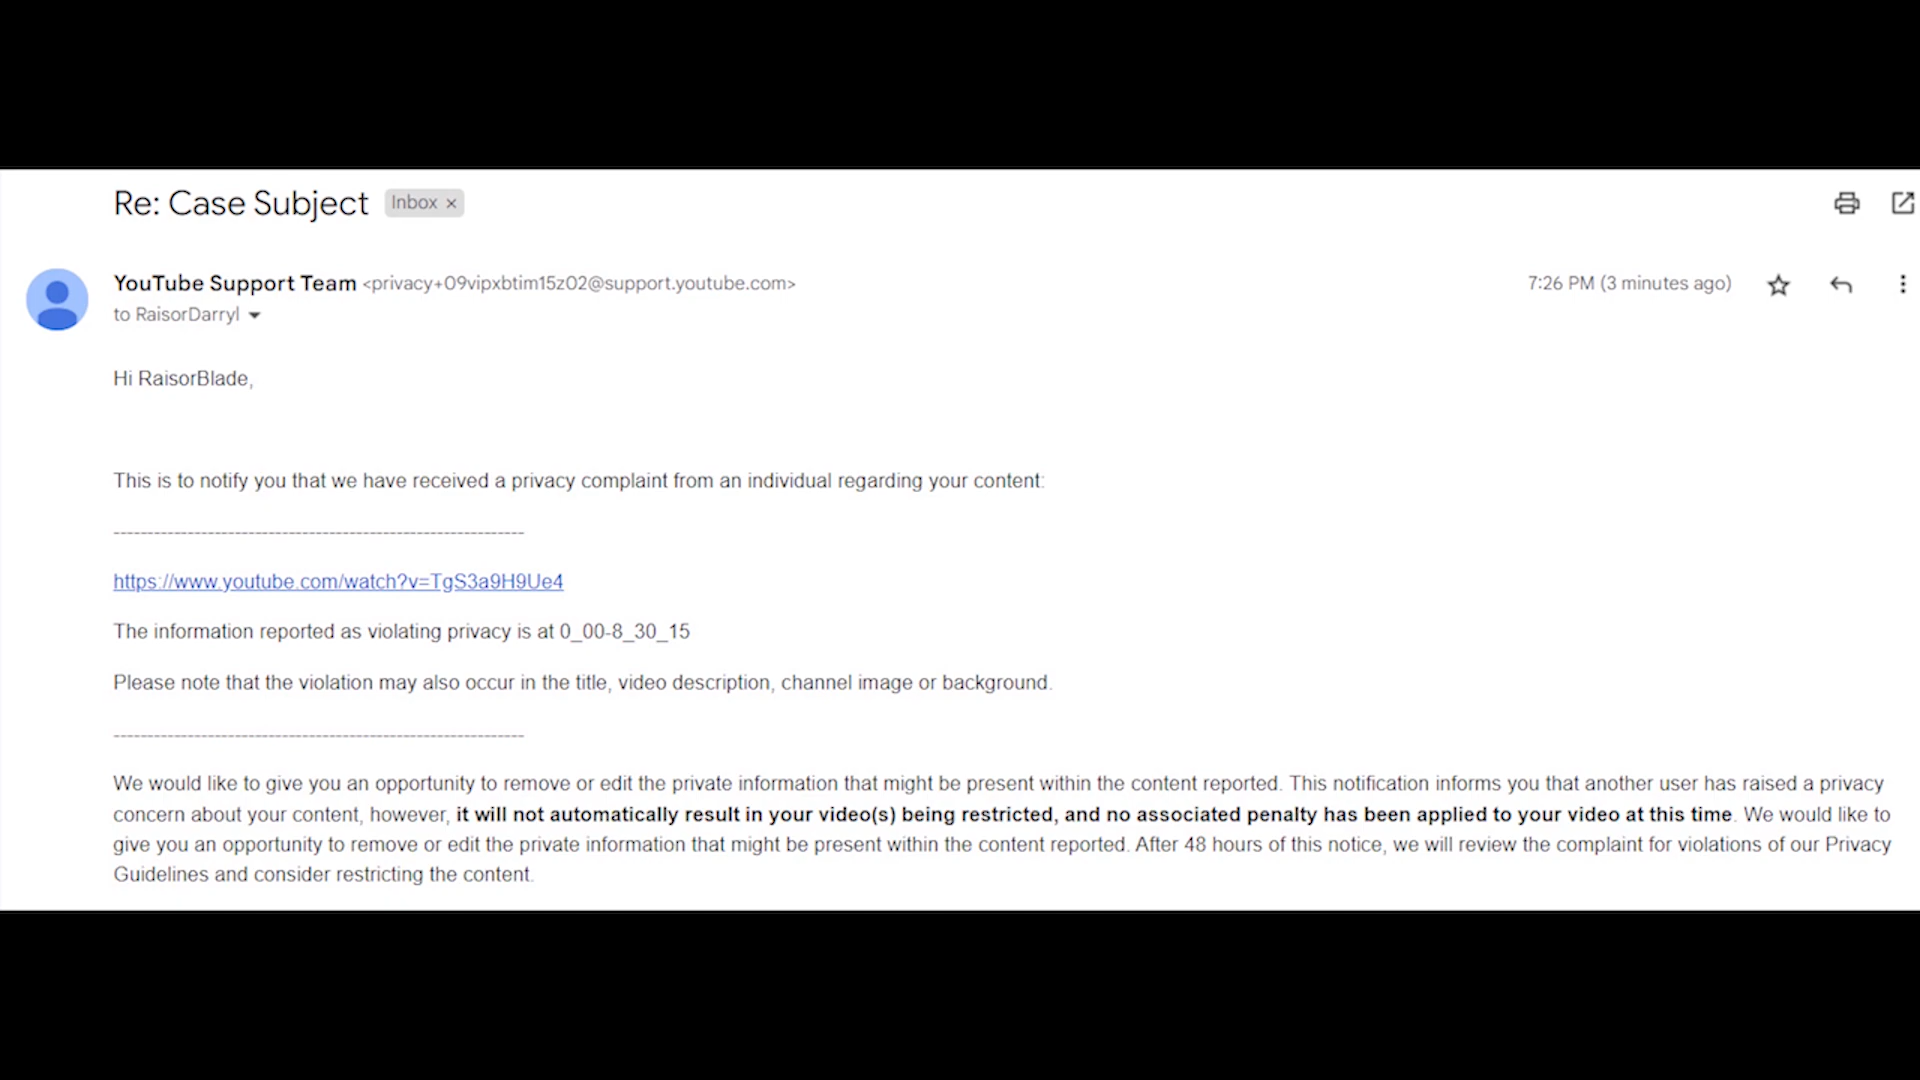 Re: Case Subject Inbox ×
YouTube Support Team <privacy+09vipxbtim15z02@support.youtube.com> 7:26 PM (3 minutes ago)
to RaisorDarryl
Hi RaisorBlade,
This is to notify you that we have received a privacy complaint from an individual regarding your content:
-------------------------------------------------------------
https://www.youtube.com/watch?v=TgS3a9H9Ue4
The information reported as violating privacy is at 0_00-8_30_15
Please note that the violation may also occur in the title, video description, channel image or background.
-------------------------------------------------------------
We would like to give you an opportunity to remove or edit the private information that might be present within the content reported. This notification informs you that another user has raised a privacy
concern about your content, however, it will not automatically result in your video(s) being restricted, and no associated penalty has been applied to your video at this time. We would like to
give you an opportunity to remove or edit the private information that might be present within the content reported. After 48 hours of this notice, we will review the complaint for violations of our Privacy
Guidelines and consider restricting the content.